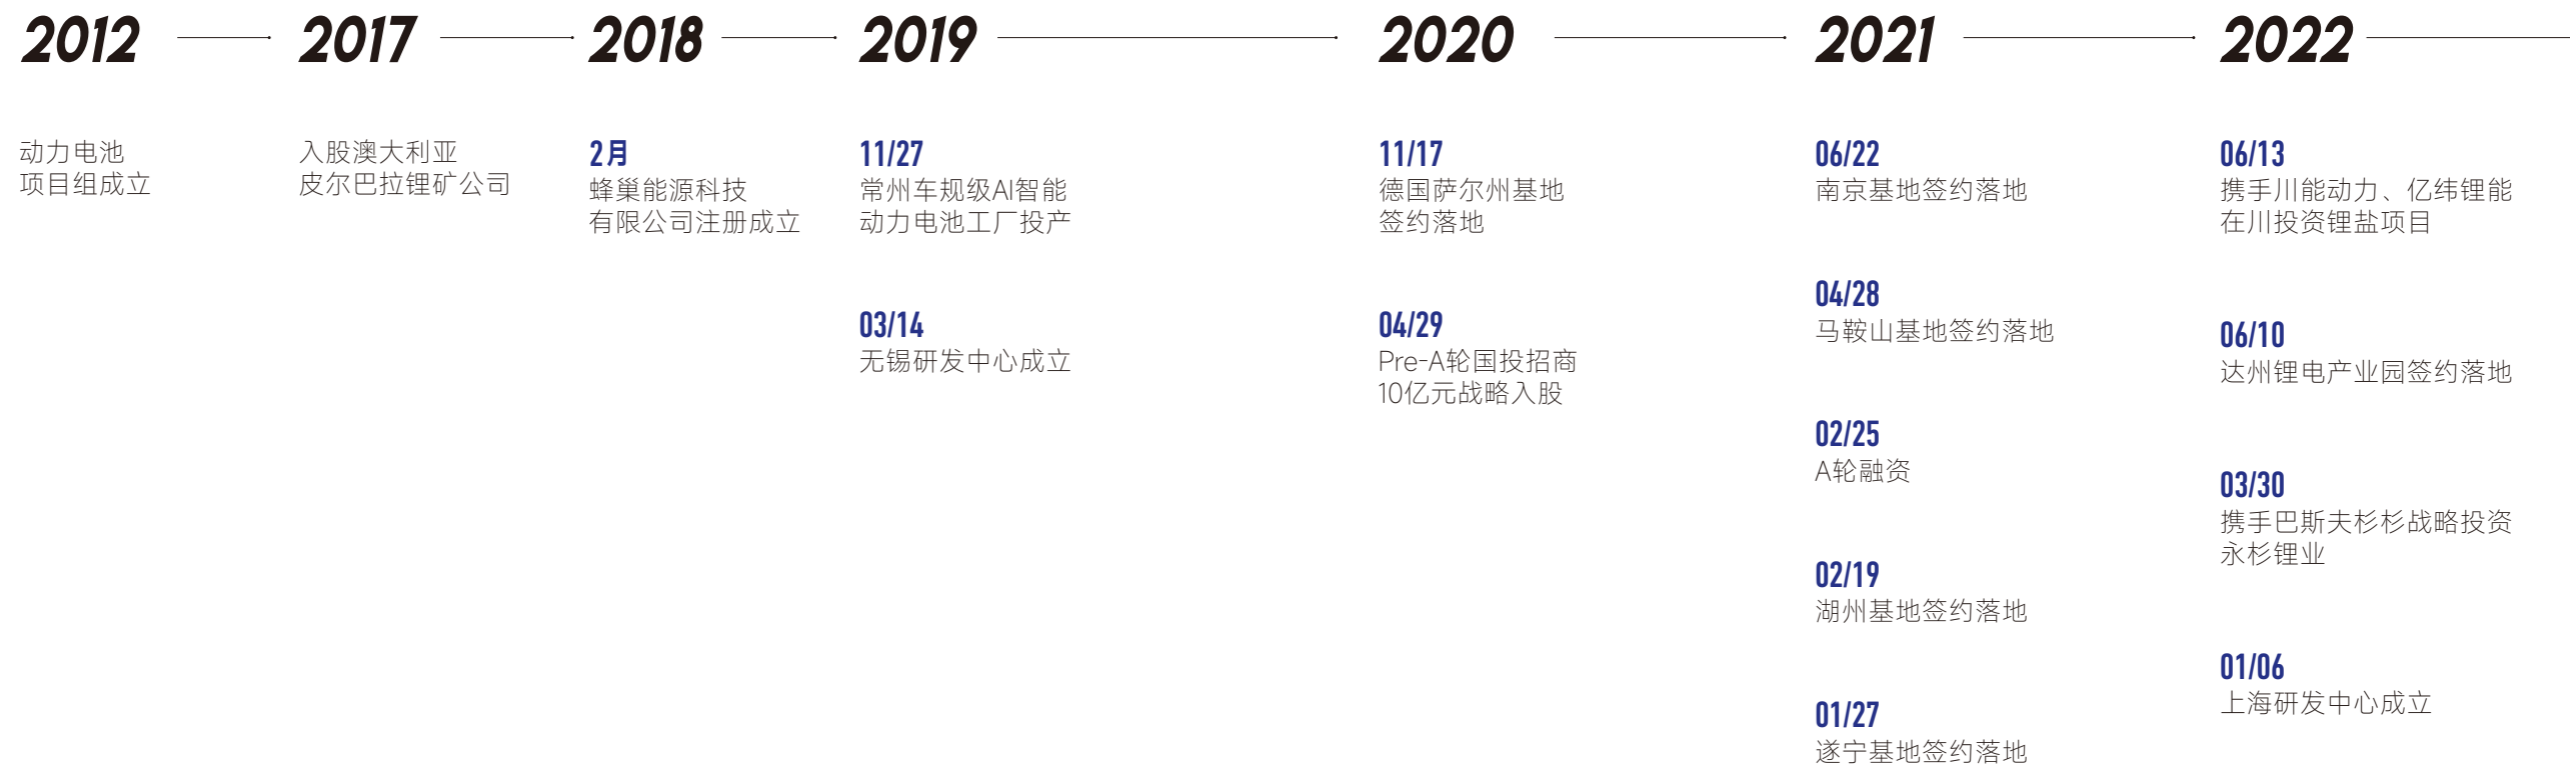 2012
动力电池
项目组成立
2017
入股澳大利亚
皮尔巴拉锂矿公司
2018
2月
蜂巢能源科技
有限公司注册成立
2019
11/27
常州车规级AI智能
动力电池工厂投产
03/14
无锡研发中心成立
2020
11/17
德国萨尔州基地
签约落地
04/29
Pre-A轮国投招商
10亿元战略入股
2021
06/22
南京基地签约落地
04/28
马鞍山基地签约落地
02/25
A轮融资
02/19
湖州基地签约落地
01/27
遂宁基地签约落地
2022
06/13
携手川能动力、亿纬锂能
在川投资锂盐项目
06/10
达州锂电产业园签约落地
03/30
携手巴斯夫杉杉战略投资
永杉锂业
01/06
上海研发中心成立